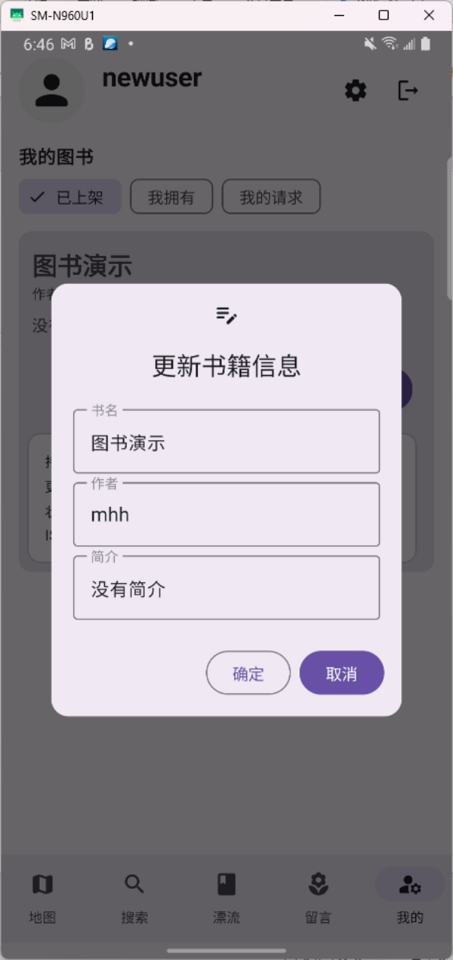 SM-N960U1
6:46
newuser
我的图书
已上架
我拥有
我的请求
图书演示
更新书籍信息
书名
图书演示
作者
mhh
简介
没有简介
确定
取消
地图
搜索
漂流
留言
我的